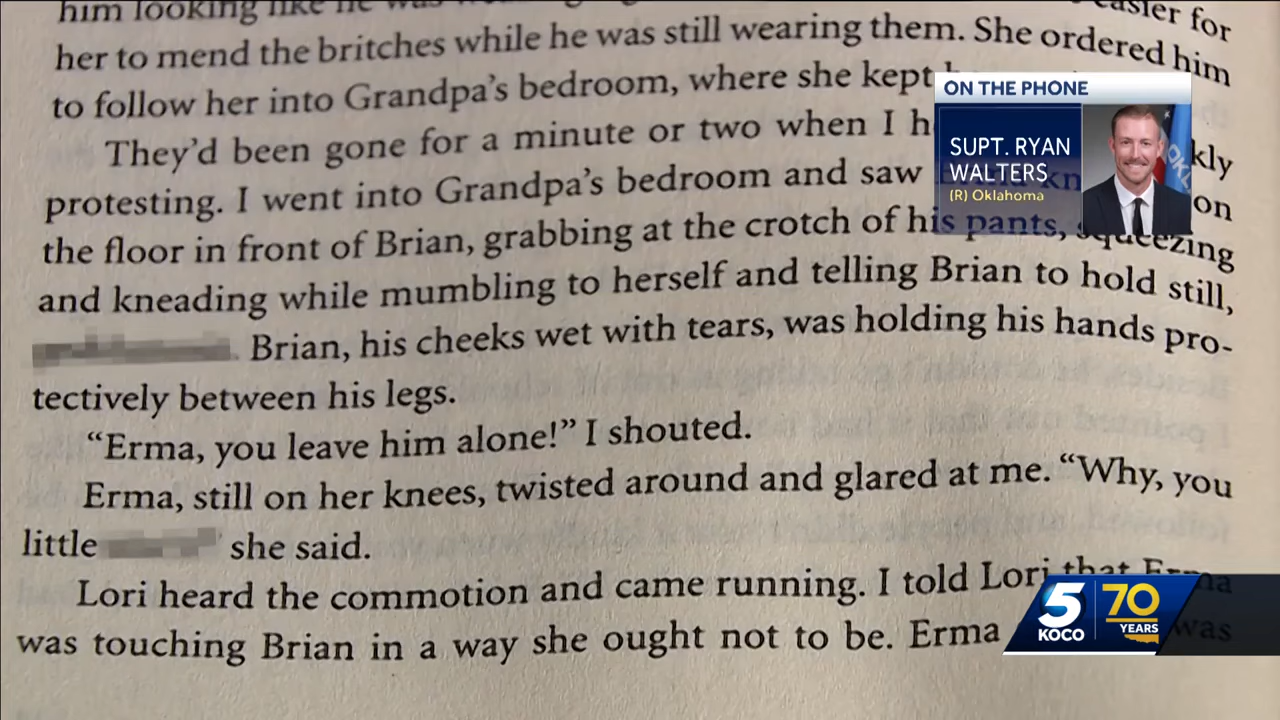 him looking like he was
easier for
her to mend the britches while he was still wearing them. She ordered him
to follow her into Grandpa's bedroom, where she kept
They'd been gone for a minute or two when I h
kly
protesting. I went into Grandpa's bedroom and saw
kn
on
the floor in front of Brian, grabbing at the crotch of his pants, squeezing
and kneading while mumbling to herself and telling Brian to hold still,
Brian, his cheeks wet with tears, was holding his hands pro-
tectively between his legs.
"Erma, you leave him alone!" I shouted.
Erma, still on her knees, twisted around and glared at me. "Why, you
little she said.
Lori heard the commotion and came running. I told Lori that Erma
was touching Brian in a way she ought not to be. Erma was
ON THE PHONE
SUPT. RYAN
WALTERS
(R) Oklahoma
5
KOCO
70
YEARS